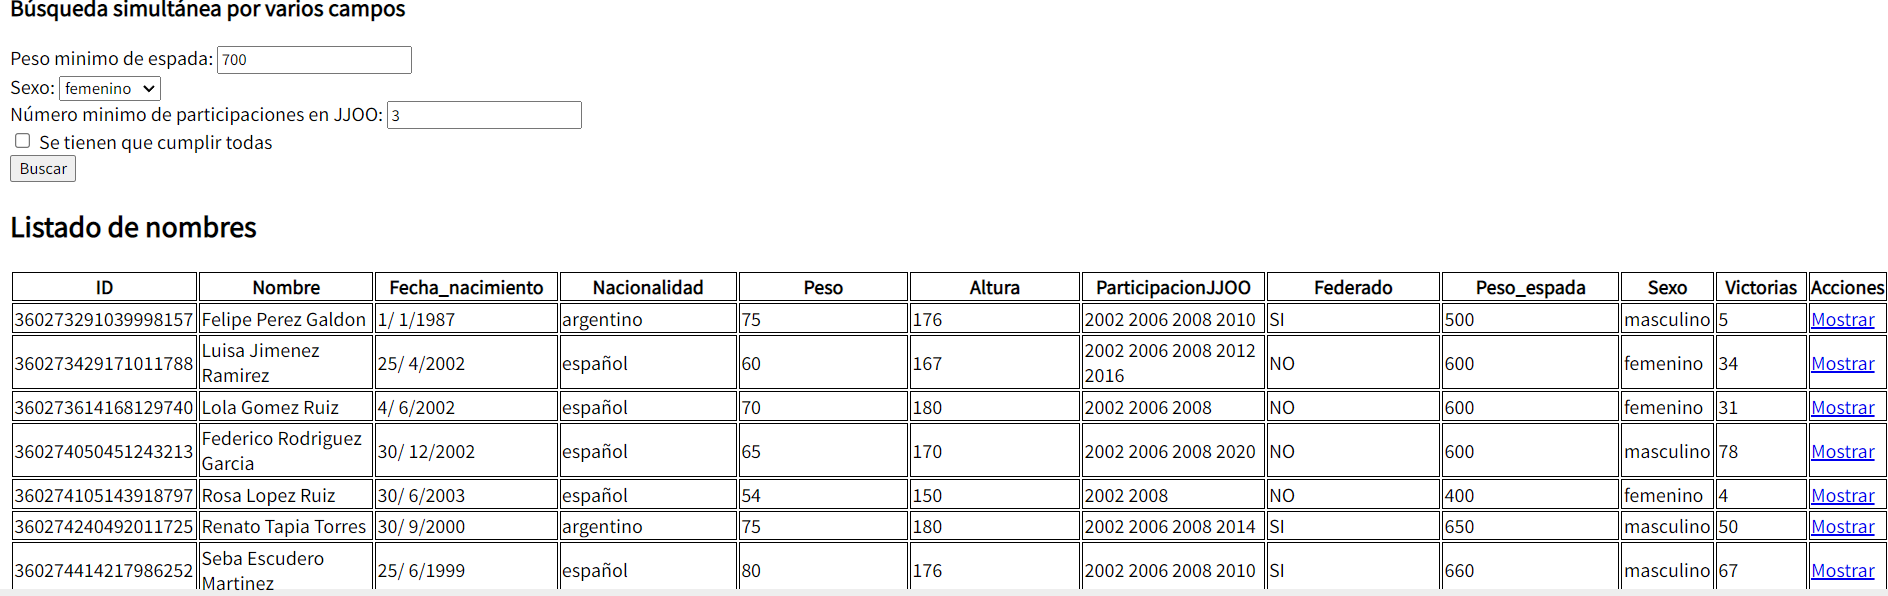 Búsqueda simultánea por varios campos
Peso minimo de espada: 700
Sexo: femenino
Número minimo de participaciones en JJOO: 3
Se tienen que cumplir todas
Buscar
Listado de nombres
ID Nombre Fecha_nacimiento Nacionalidad Peso Altura ParticipacionJJOO Federado Peso_espada Sexo Victorias Acciones
360273291039998157 Felipe Perez Galdon 1/ 1/1987 argentino 75 176 2002 2006 2008 2010 SI 500 masculino 5 Mostrar
360273429171011788 Luisa Jimenez Ramirez 25/ 4/2002 español 60 167 2002 2006 2008 2012 2016 NO 600 femenino 34 Mostrar
360273614168129740 Lola Gomez Ruiz 4/ 6/2002 español 70 180 2002 2006 2008 NO 600 femenino 31 Mostrar
360274050451243213 Federico Rodriguez Garcia 30/ 12/2002 español 65 170 2002 2006 2008 2020 NO 600 masculino 78 Mostrar
360274105143918797 Rosa Lopez Ruiz 30/ 6/2003 español 54 150 2002 2008 NO 400 femenino 4 Mostrar
360274240492011725 Renato Tapia Torres 30/ 9/2000 argentino 75 180 2002 2006 2008 2014 SI 650 masculino 50 Mostrar
360274414217986252 Seba Escudero Martinez 25/ 6/1999 español 80 176 2002 2006 2008 2010 SI 660 masculino 67 Mostrar